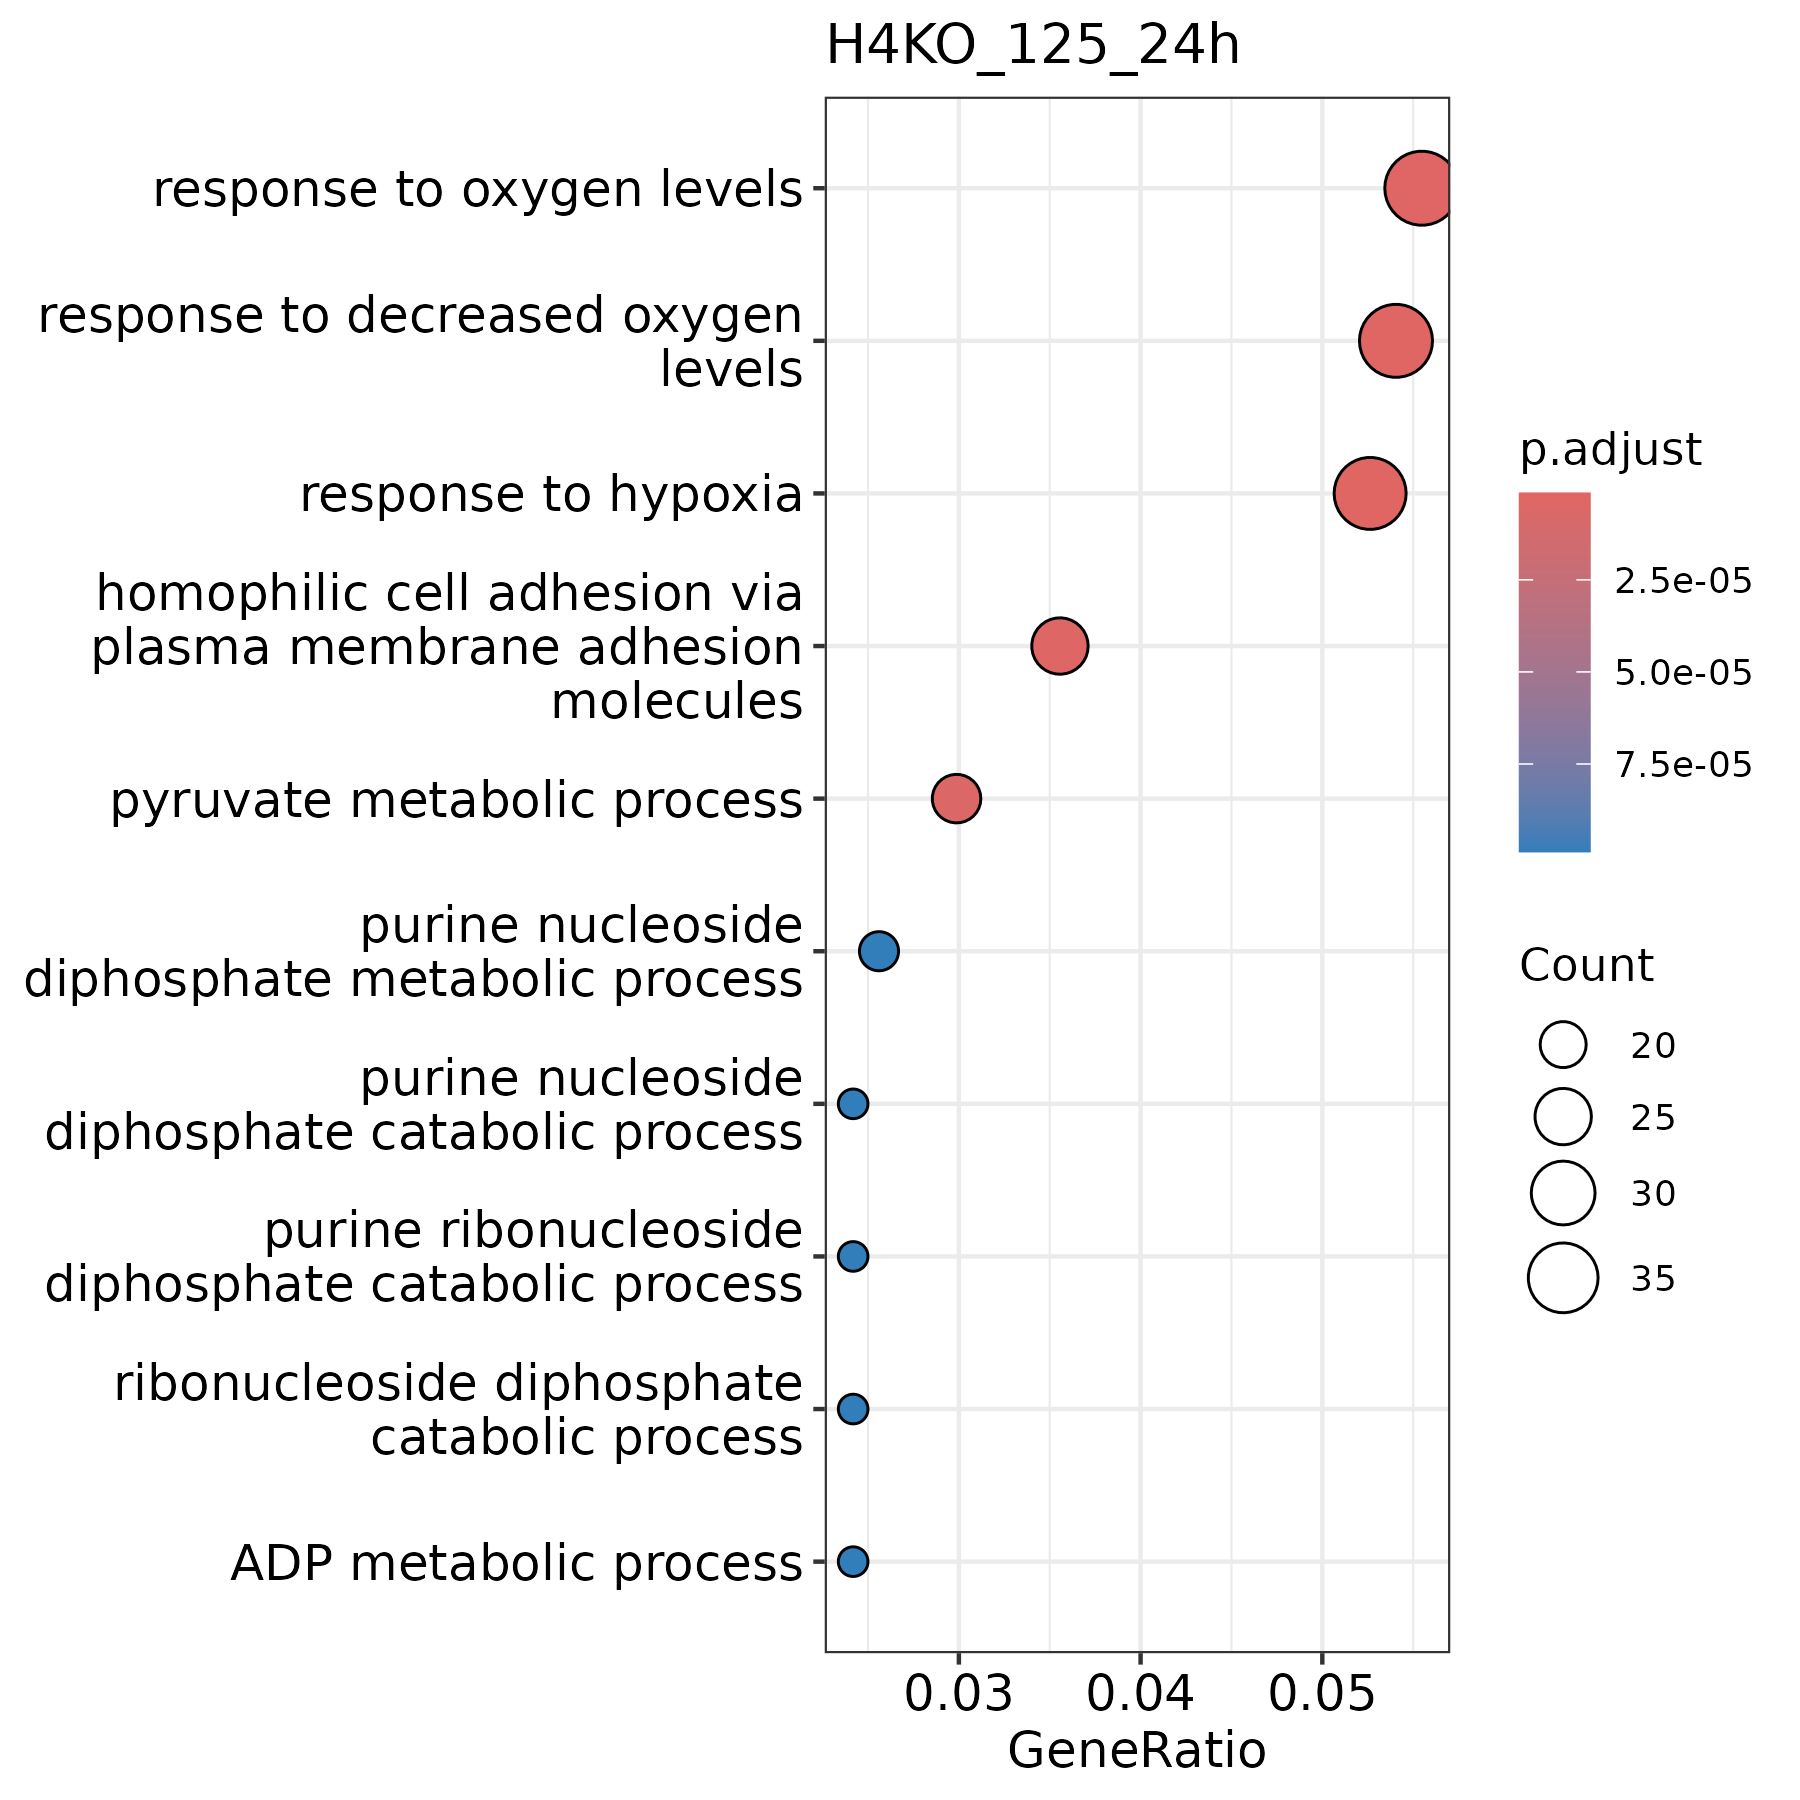 H4KO_125_24h
response to oxygen levels
response to decreased oxygen
levels
response to hypoxia
homophilic cell adhesion via
plasma membrane adhesion
molecules
pyruvate metabolic process
purine nucleoside
diphosphate metabolic process
purine nucleoside
diphosphate catabolic process
purine ribonucleoside
diphosphate catabolic process
ribonucleoside diphosphate
catabolic process
ADP metabolic process
0.03 0.04 0.05
GeneRatio
p.adjust
2.5e-05
5.0e-05
7.5e-05
Count
20
25
30
35